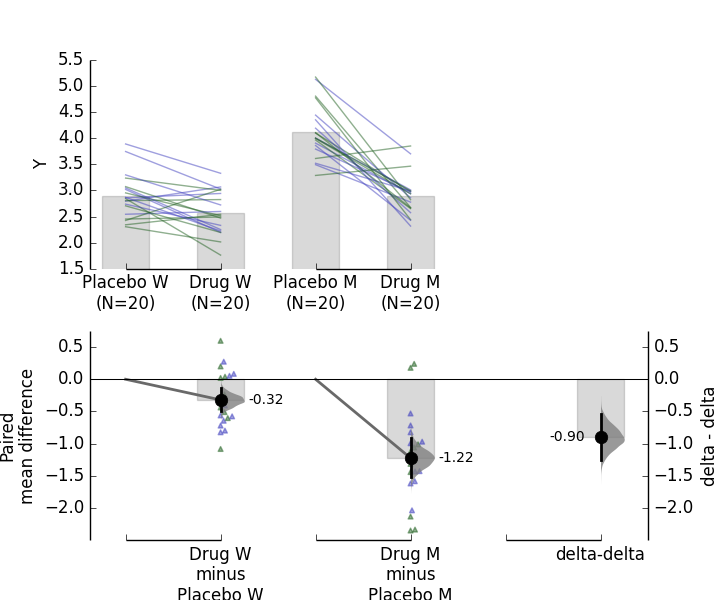 5.5
5.0
4.5
4.0
3.5
3.0
2.5
2.0
1.5
Y
Placebo W
(N=20)
Drug W
(N=20)
Placebo M
(N=20)
Drug M
(N=20)
0.5
0.0
−0.5
−1.0
−1.5
−2.0
Paired
mean difference
-0.32
-1.22
-0.90
0.5
0.0
−0.5
−1.0
−1.5
−2.0
delta - delta
Drug W
minus
Placebo W
Drug M
minus
Placebo M
delta-delta